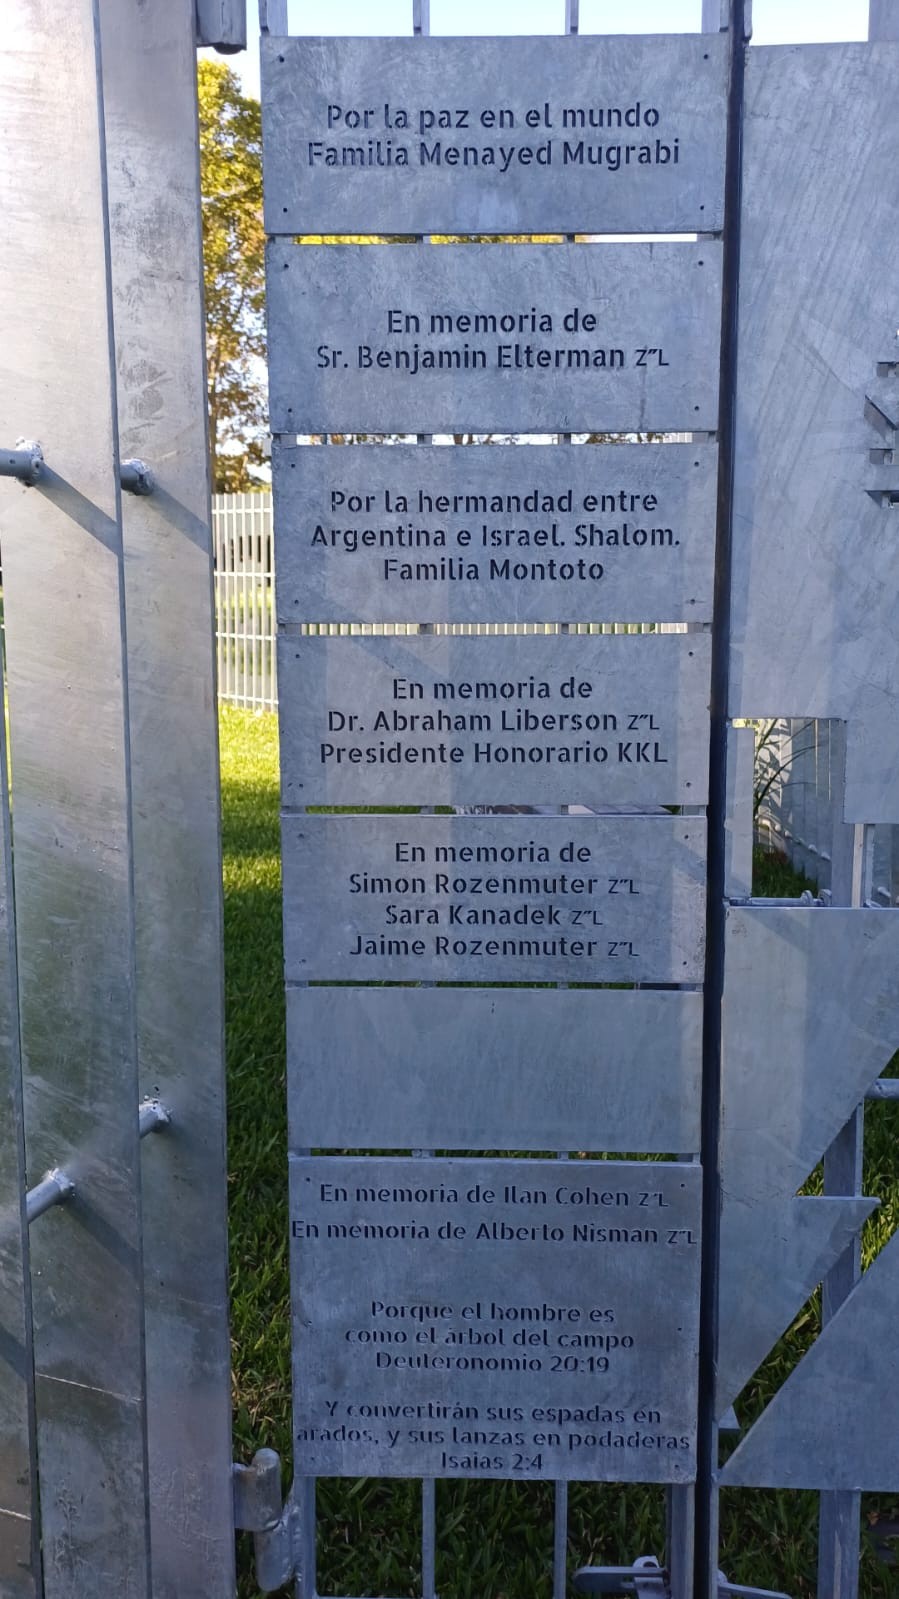 Por la paz en el mundo
Familia Menayed Mugrabi
En memoria de
Sr. Benjamin Elterman Z"L
Por la hermandad entre
Argentina e Israel. Shalom.
Familia Montoto
En memoria de
Dr. Abraham Liberson Z"L
Presidente Honorario KKL
En memoria de
Simon Rozenmuter Z"L
Sara Kanadek Z"L
Jaime Rozenmuter Z"L
En memoria de Ilan Cohen Z"L
En memoria de Alberto Nisman Z"L
Porque el hombre es
como el árbol del campo
Deuteronomio 20:19
Y convertirán sus espadas en
arados, y sus lanzas en podaderas
Isaias 2:4